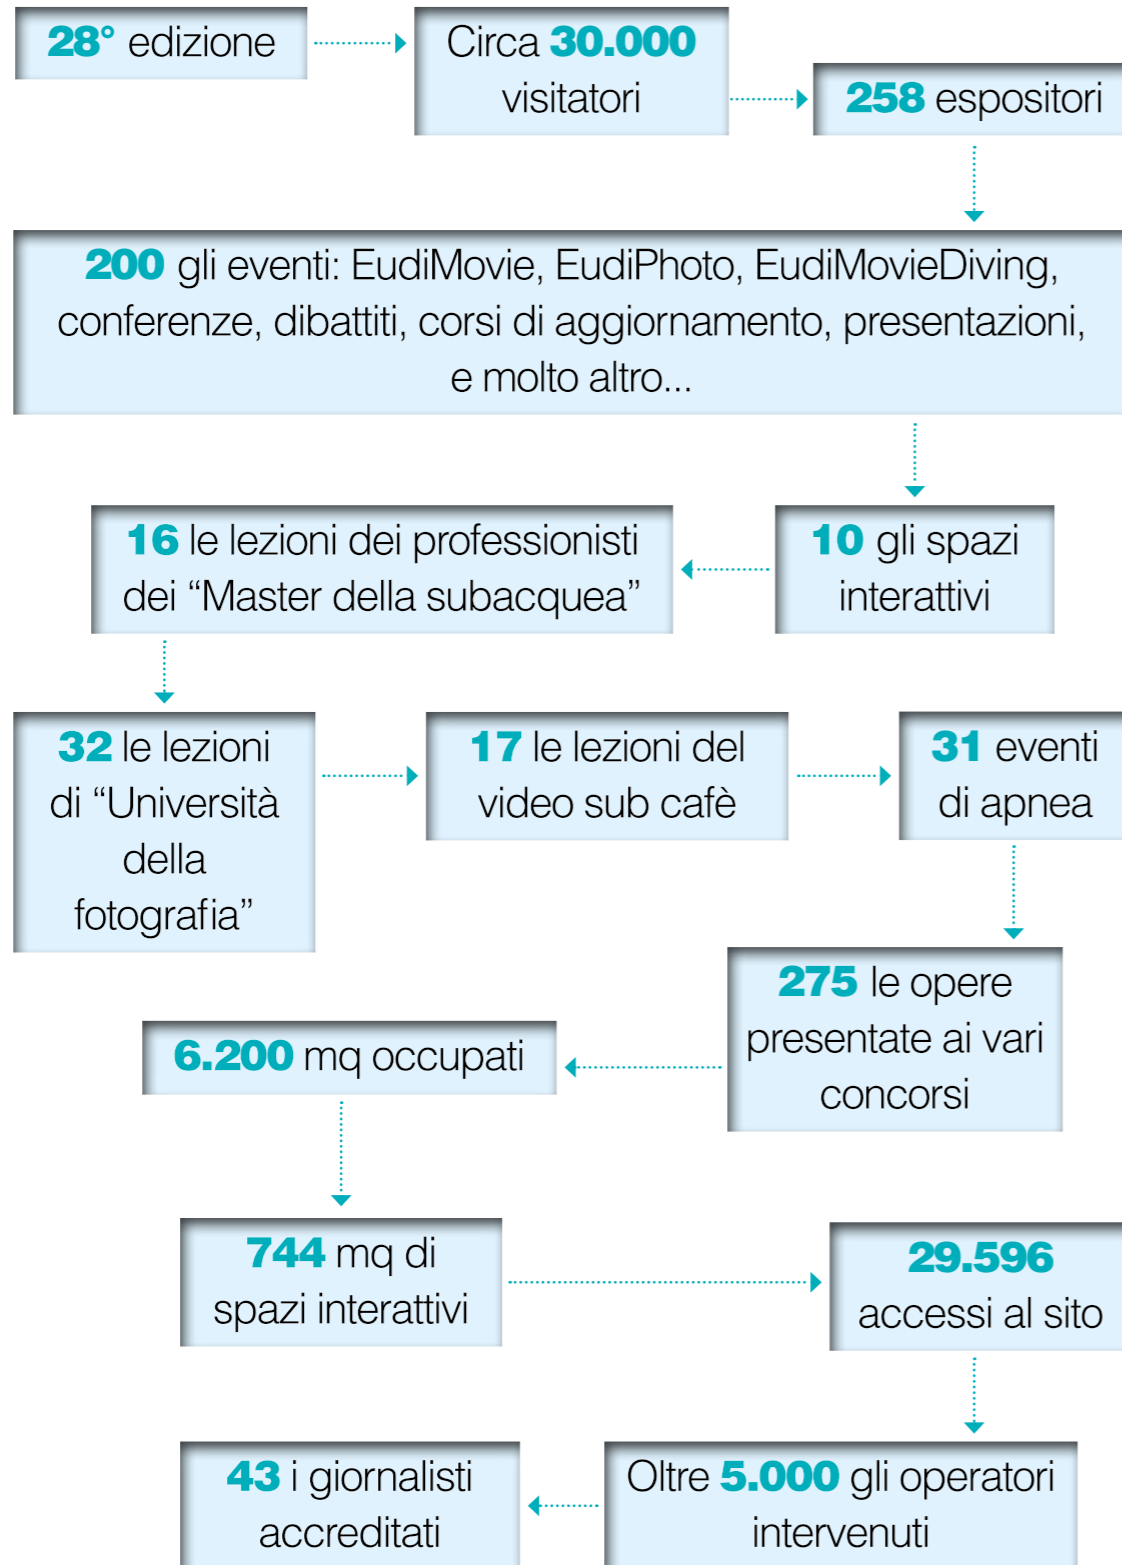 28° edizione
Circa 30.000
visitatori
258 espositori
200 gli eventi: EudiMovie, EudiPhoto, EudiMovieDiving,
conferenze, dibattiti, corsi di aggiornamento, presentazioni,
e molto altro...
10 gli spazi
interattivi
16 le lezioni dei professionisti
dei “Master della subacquea”
32 le lezioni
di “Università
della
fotografia”
17 le lezioni del
video sub cafè
31 eventi
di apnea
275 le opere
presentate ai vari
concorsi
6.200 mq occupati
744 mq di
spazi interattivi
29.596
accessi al sito
Oltre 5.000 gli operatori
intervenuti
43 i giornalisti
accreditati